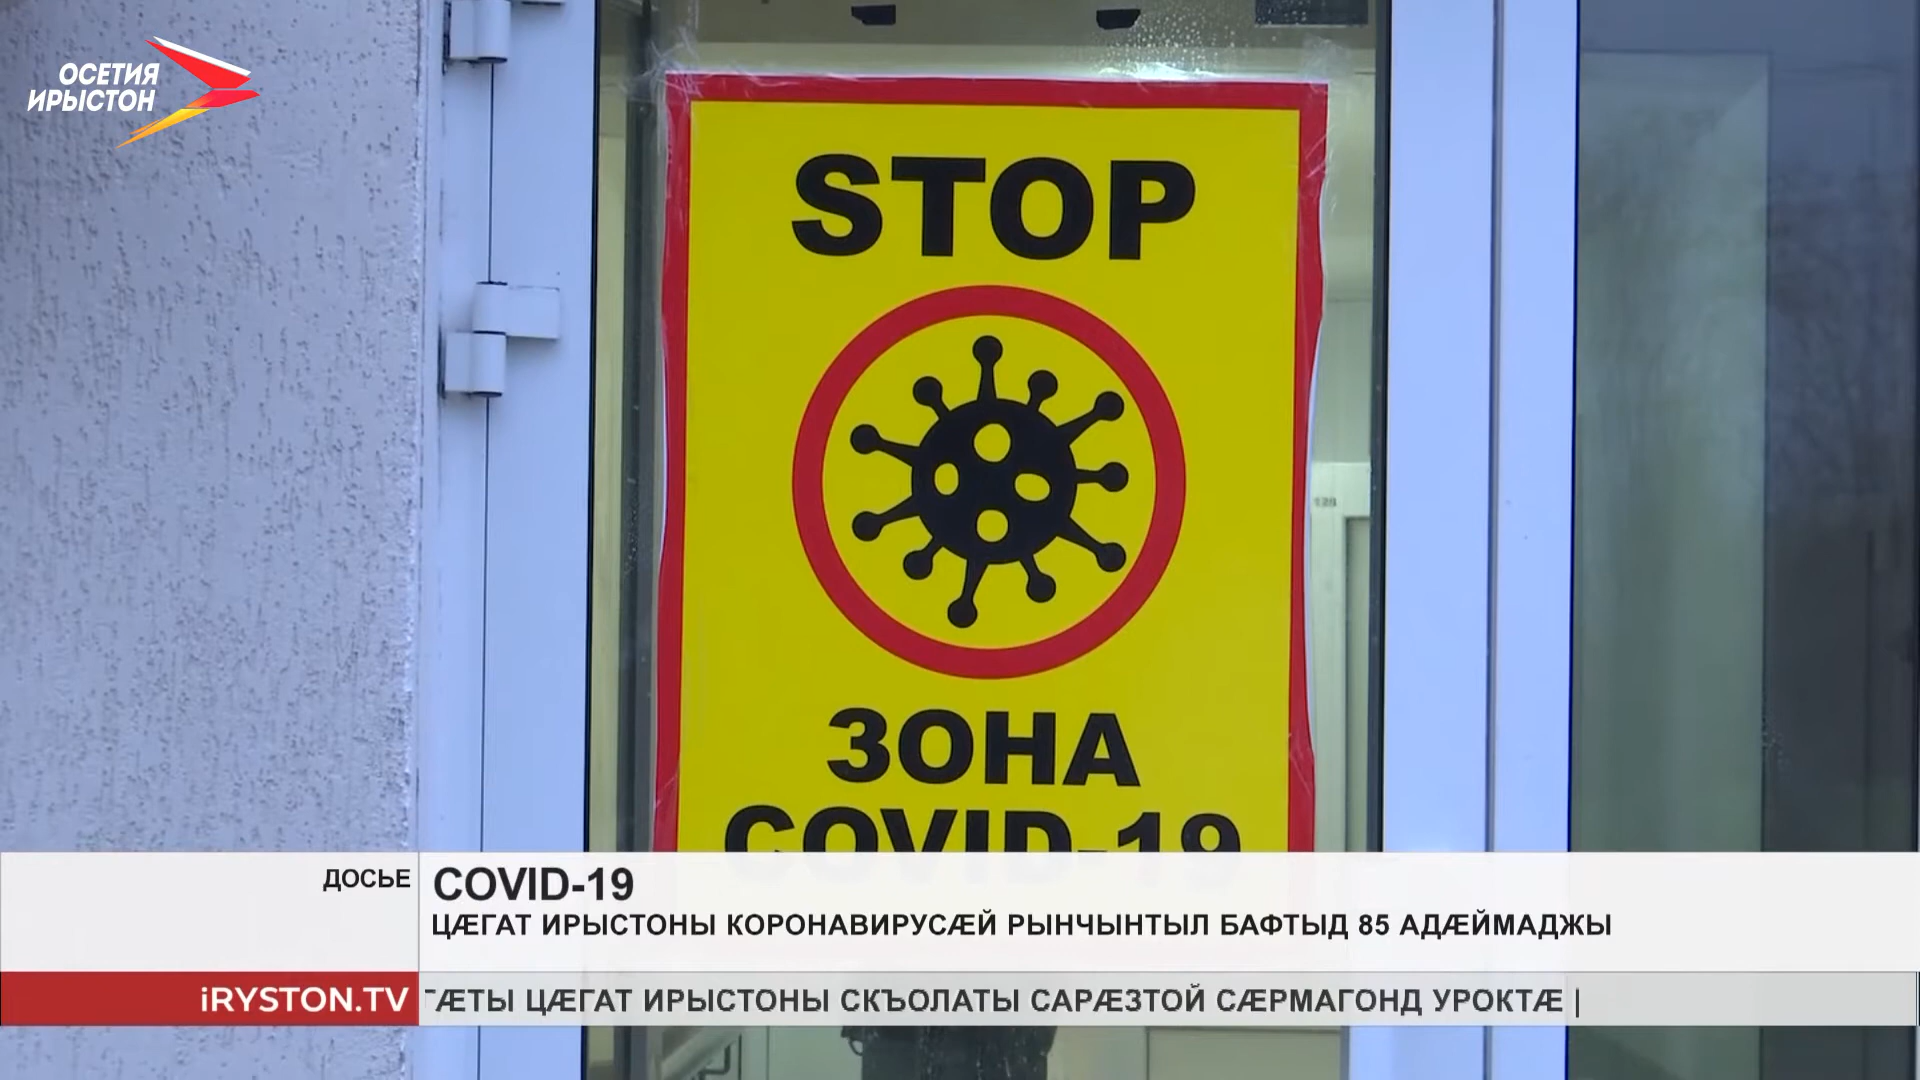 ОСЕТИЯ
ИРЫСТОН
STOP
ЗОНА
COVID-19
ДОСЬЕ
COVID-19
ЦÆГАТ ИРЫСТОНЫ КОРОНАВИРУСÆЙ РЫНЧЫНТЫЛ БАФТЫД 85 АДÆЙМАДЖЫ
iRYSTON.TV
ЦÆГАТ ИРЫСТОНЫ СКЪОЛАТЫ САРÆЗТОЙ СÆРМАГОНД УРОКТÆ |